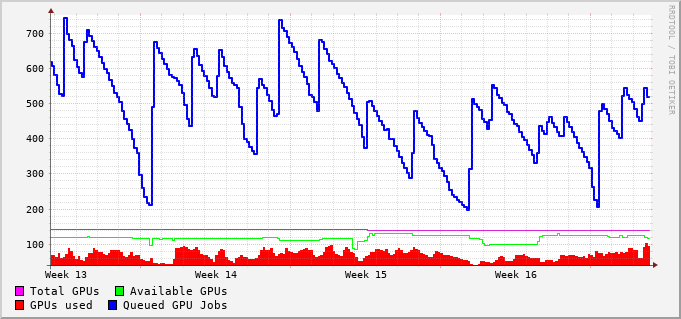 700
600
500
400
300
200
100
Week 13 Week 14 Week 15 Week 16
Total GPUs Available GPUs
GPUs used Queued GPU Jobs
RRDTOOL / TOBI OETIKER